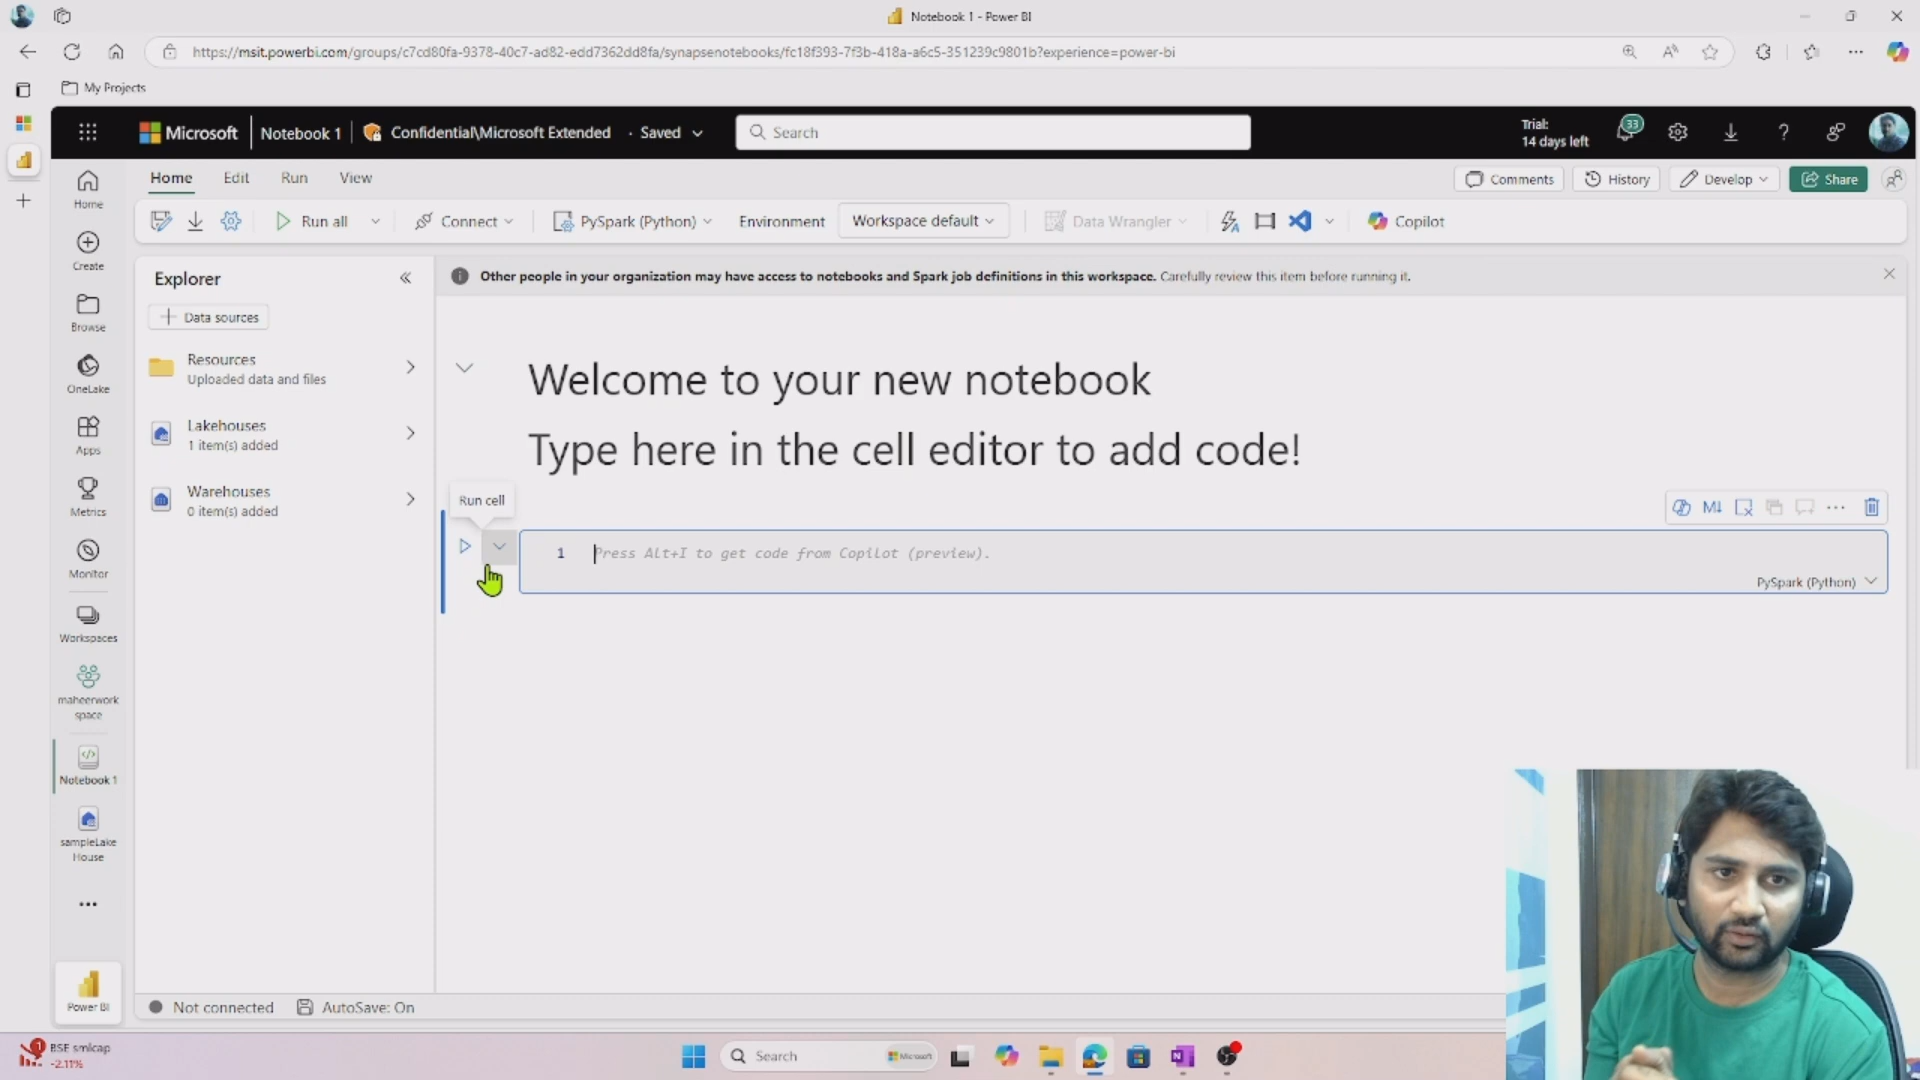 Notebook 1 - Power BI
https://msit.powerbi.com/groups/c7cd80fa-9378-40c7-ad82-edd7362dd8fa/synapsenotebooks/fc18f393-7f3b-418a-a6c5-351239c9801b?experience=power-bi
My Projects
Microsoft
Notebook 1
Confidential\Microsoft Extended
· Saved
Search
Trial:
14 days left
33
?
Home
Create
Browse
OneLake
Apps
Metrics
Monitor
Workspaces
maheerwork
space
Notebook 1
sampleLake
House
Power BI
Home
Edit
Run
View
Comments
History
Develop
Share
Run all
Connect
PySpark (Python)
Environment
Workspace default
Data Wrangler
Copilot
Explorer
Data sources
Resources
Uploaded data and files
Lakehouses
1 item(s) added
Warehouses
0 item(s) added
Other people in your organization may have access to notebooks and Spark job definitions in this workspace. Carefully review this item before running it.
Welcome to your new notebook
Type here in the cell editor to add code!
Run cell
M↓
1
Press Alt+I to get code from Copilot (preview).
PySpark (Python)
Not connected
AutoSave: On
1
BSE smlcap
-2.11%
Search
Microsoft